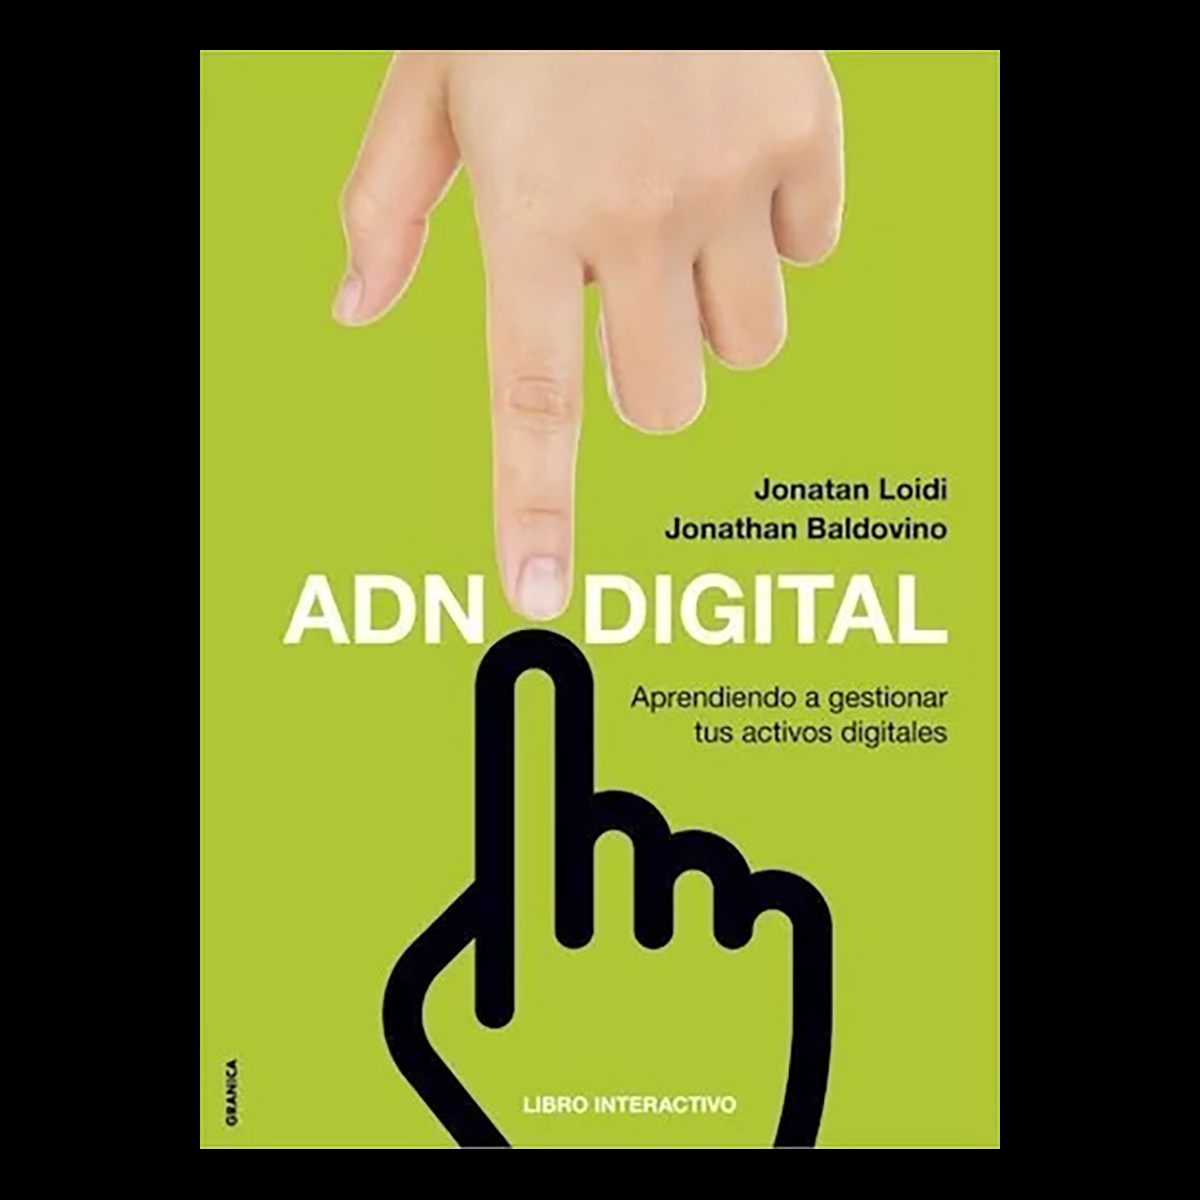 Jonatan Loidi
Jonathan Baldovino
ADN DIGITAL
Aprendiendo a gestionar
tus activos digitales
LIBRO INTERACTIVO
GRANICA